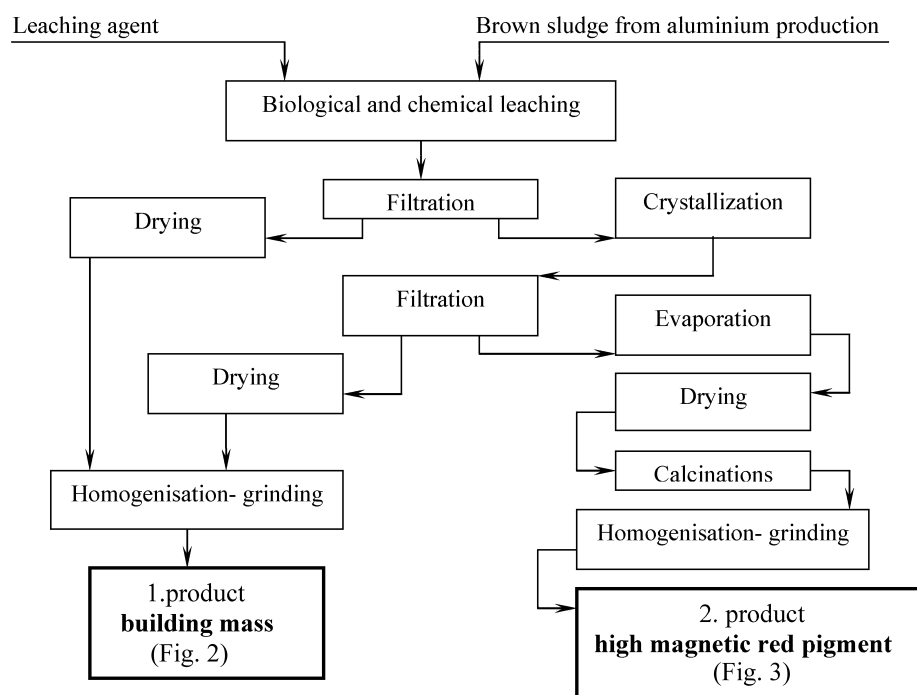 Leaching agent
Brown sludge from aluminium production
Biological and chemical leaching
Filtration
Drying
Crystallization
Filtration
Evaporation
Drying
Drying
Calcinations
Homogenisation- grinding
Homogenisation- grinding
1.product
building mass
(Fig. 2)
2. product
high magnetic red pigment
(Fig. 3)